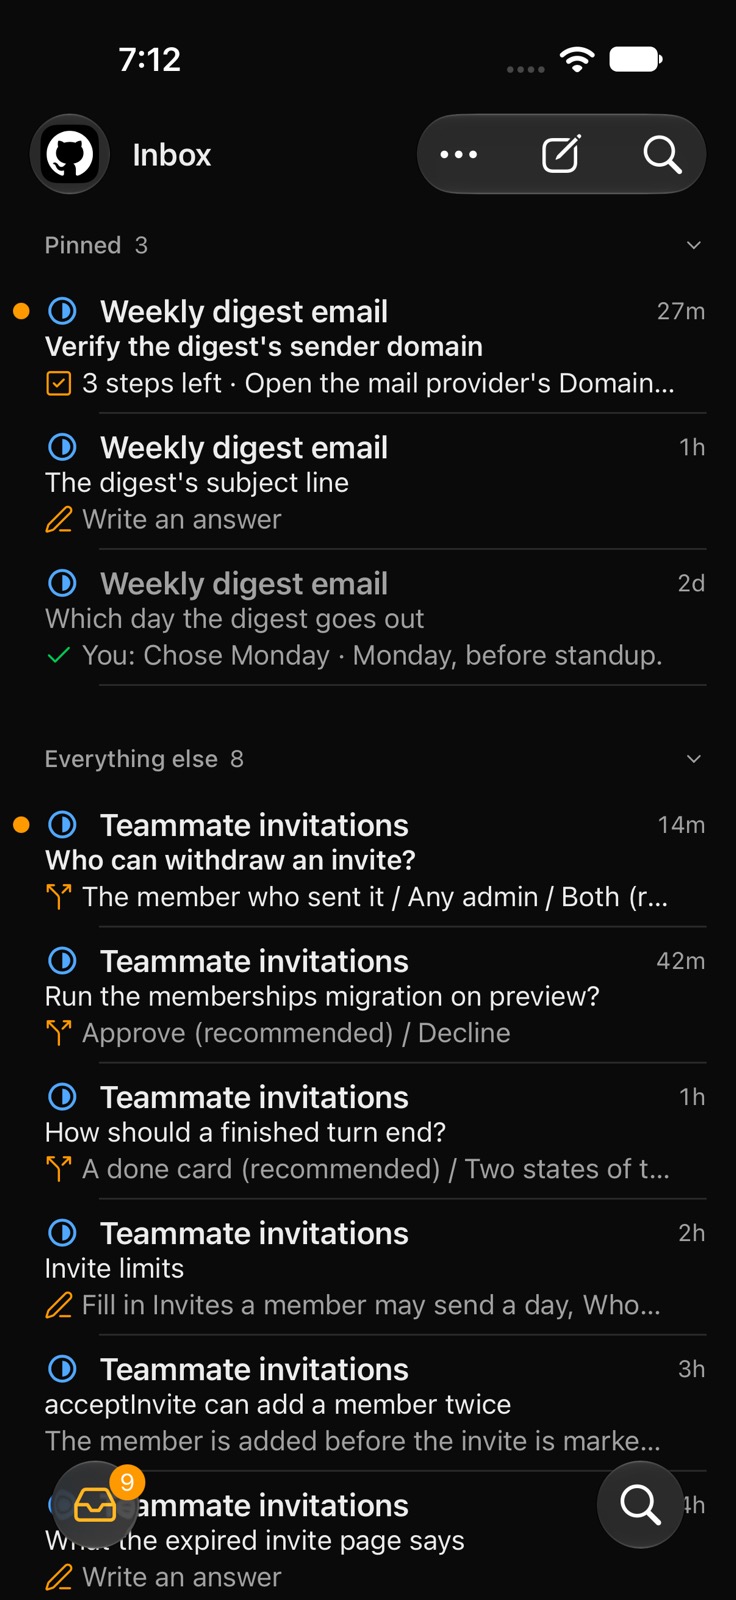 7:12
Inbox
Pinned 3
Weekly digest email 27m
Verify the digest's sender domain
3 steps left · Open the mail provider's Domain...
Weekly digest email 1h
The digest's subject line
Write an answer
Weekly digest email 2d
Which day the digest goes out
You: Chose Monday · Monday, before standup.
Everything else 8
Teammate invitations 14m
Who can withdraw an invite?
The member who sent it / Any admin / Both (r...
Teammate invitations 42m
Run the memberships migration on preview?
Approve (recommended) / Decline
Teammate invitations 1h
How should a finished turn end?
A done card (recommended) / Two states of t...
Teammate invitations 2h
Invite limits
Fill in Invites a member may send a day, Who...
Teammate invitations 3h
acceptInvite can add a member twice
The member is added before the invite is marke...
9
Teammate invitations 4h
What the expired invite page says
Write an answer